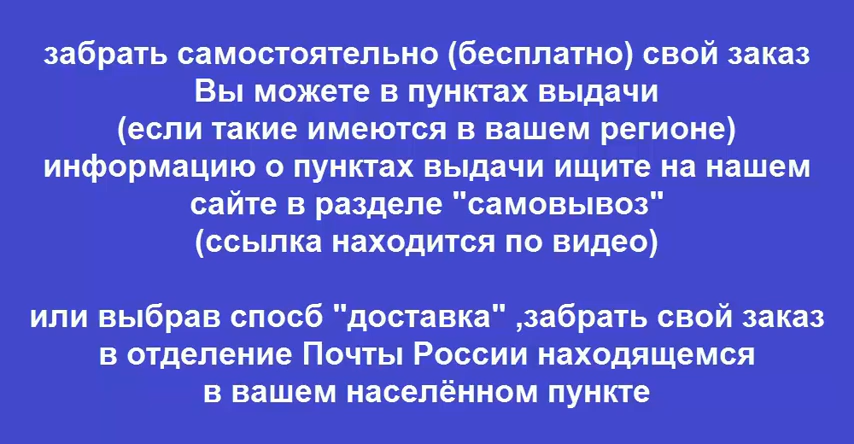 забрать самостоятельно (бесплатно) свой заказ
Вы можете в пунктах выдачи
(если такие имеются в вашем регионе)
информацию о пунктах выдачи ищите на нашем
сайте в разделе "самовывоз"
(ссылка находится по видео)
или выбрав спосб "доставка" ,забрать свой заказ
в отделение Почты России находящемся
в вашем населённом пункте